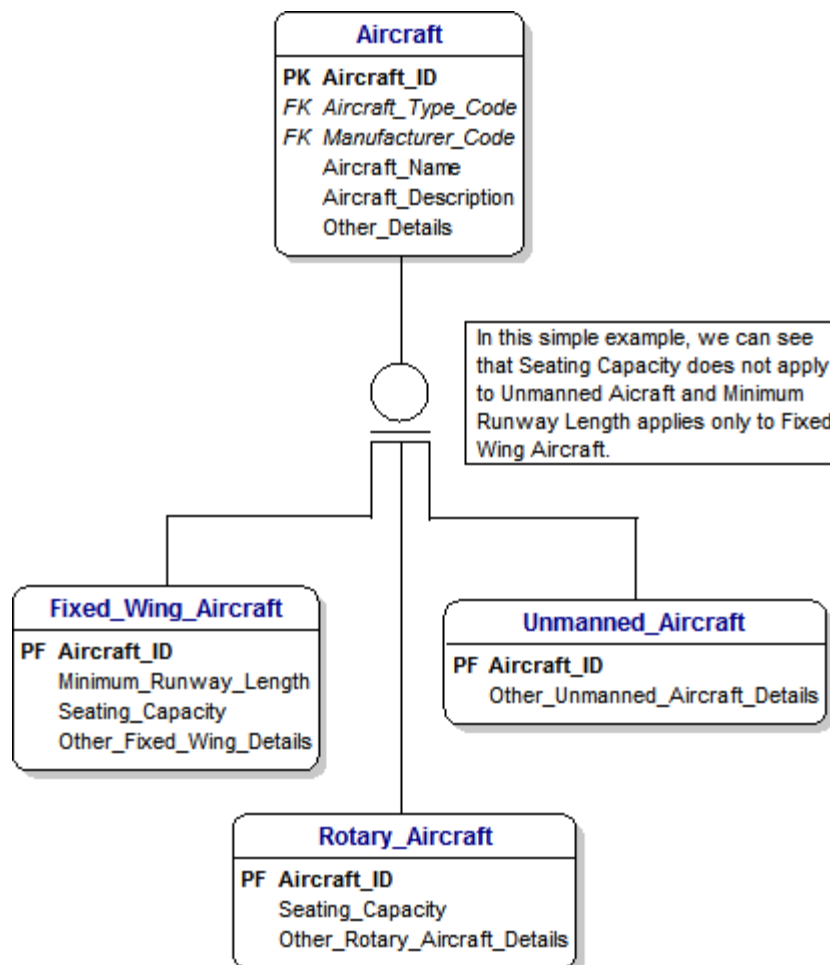 Aircraft
PK Aircraft_ID
FK Aircraft_Type_Code
FK Manufacturer_Code
Aircraft_Name
Aircraft_Description
Other_Details
In this simple example, we can see
that Seating Capacity does not apply
to Unmanned Aicraft and Minimum
Runway Length applies only to Fixed
Wing Aircraft.
Fixed_Wing_Aircraft
PF Aircraft_ID
Minimum_Runway_Length
Seating_Capacity
Other_Fixed_Wing_Details
Unmanned_Aircraft
PF Aircraft_ID
Other_Unmanned_Aircraft_Details
Rotary_Aircraft
PF Aircraft_ID
Seating_Capacity
Other_Rotary_Aircraft_Details